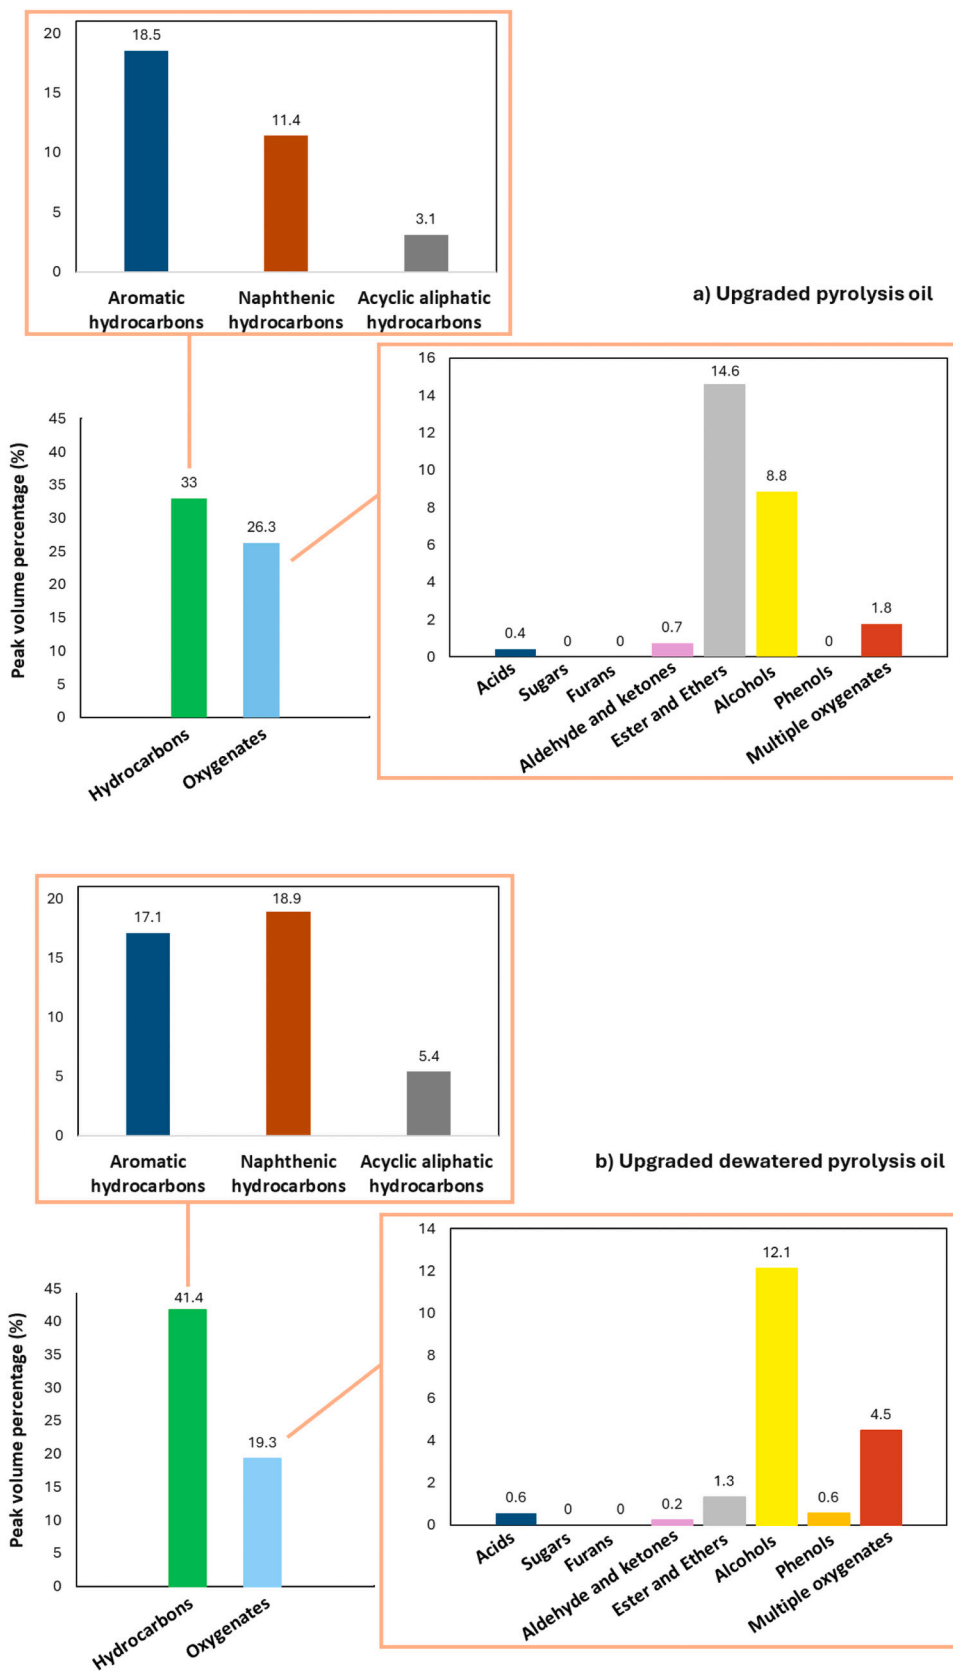 20
15
10
5
0
18.5
11.4
3.1
Aromatic
hydrocarbons
Naphthenic
hydrocarbons
Acyclic aliphatic
hydrocarbons
a) Upgraded pyrolysis oil
Peak volume percentage (%)
45
40
35
30
25
20
15
10
5
0
33
26.3
Hydrocarbons
Oxygenates
16
14
12
10
8
6
4
2
0
0.4
0
0
0.7
14.6
8.8
0
1.8
Acids
Sugars
Furans
Aldehyde and ketones
Ester and Ethers
Alcohols
Phenols
Multiple oxygenates
20
15
10
5
0
17.1
18.9
5.4
Aromatic
hydrocarbons
Naphthenic
hydrocarbons
Acyclic aliphatic
hydrocarbons
b) Upgraded dewatered pyrolysis oil
Peak volume percentage (%)
45
40
35
30
25
20
15
10
5
0
41.4
19.3
Hydrocarbons
Oxygenates
14
12
10
8
6
4
2
0
0.6
0
0
0.2
1.3
12.1
0.6
4.5
Acids
Sugars
Furans
Aldehyde and ketones
Ester and Ethers
Alcohols
Phenols
Multiple oxygenates